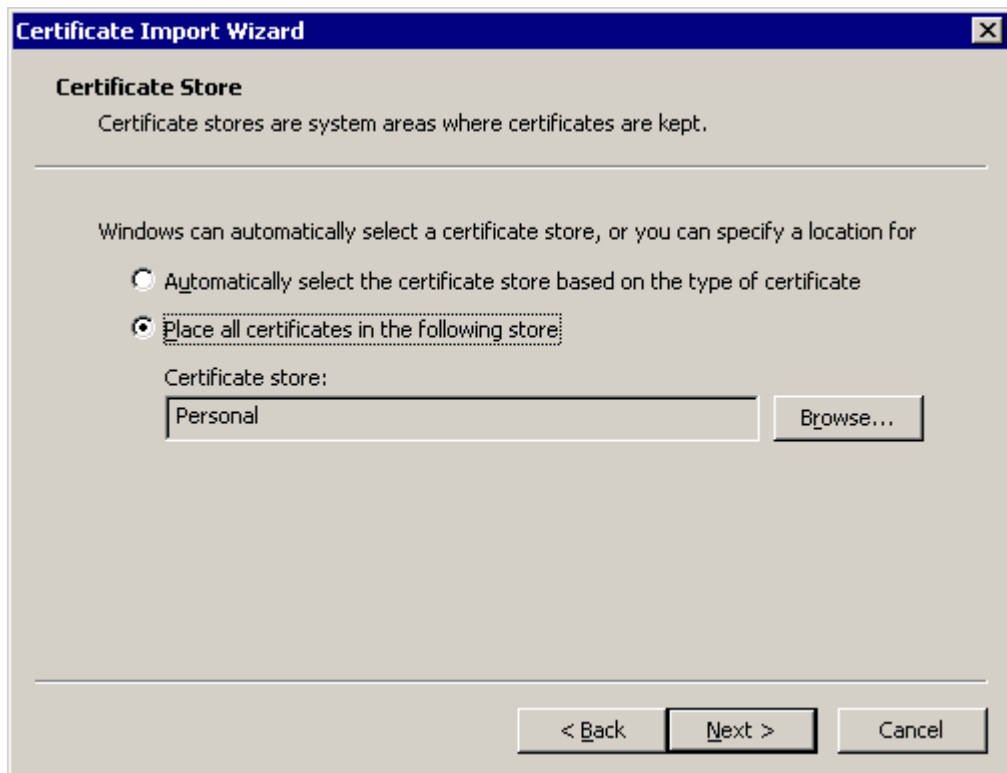 Certificate Import Wizard
Certificate Store
Certificate stores are system areas where certificates are kept.
Windows can automatically select a certificate store, or you can specify a location for
Automatically select the certificate store based on the type of certificate
Place all certificates in the following store
Certificate store:
Personal
Browse...
< Back
Next >
Cancel